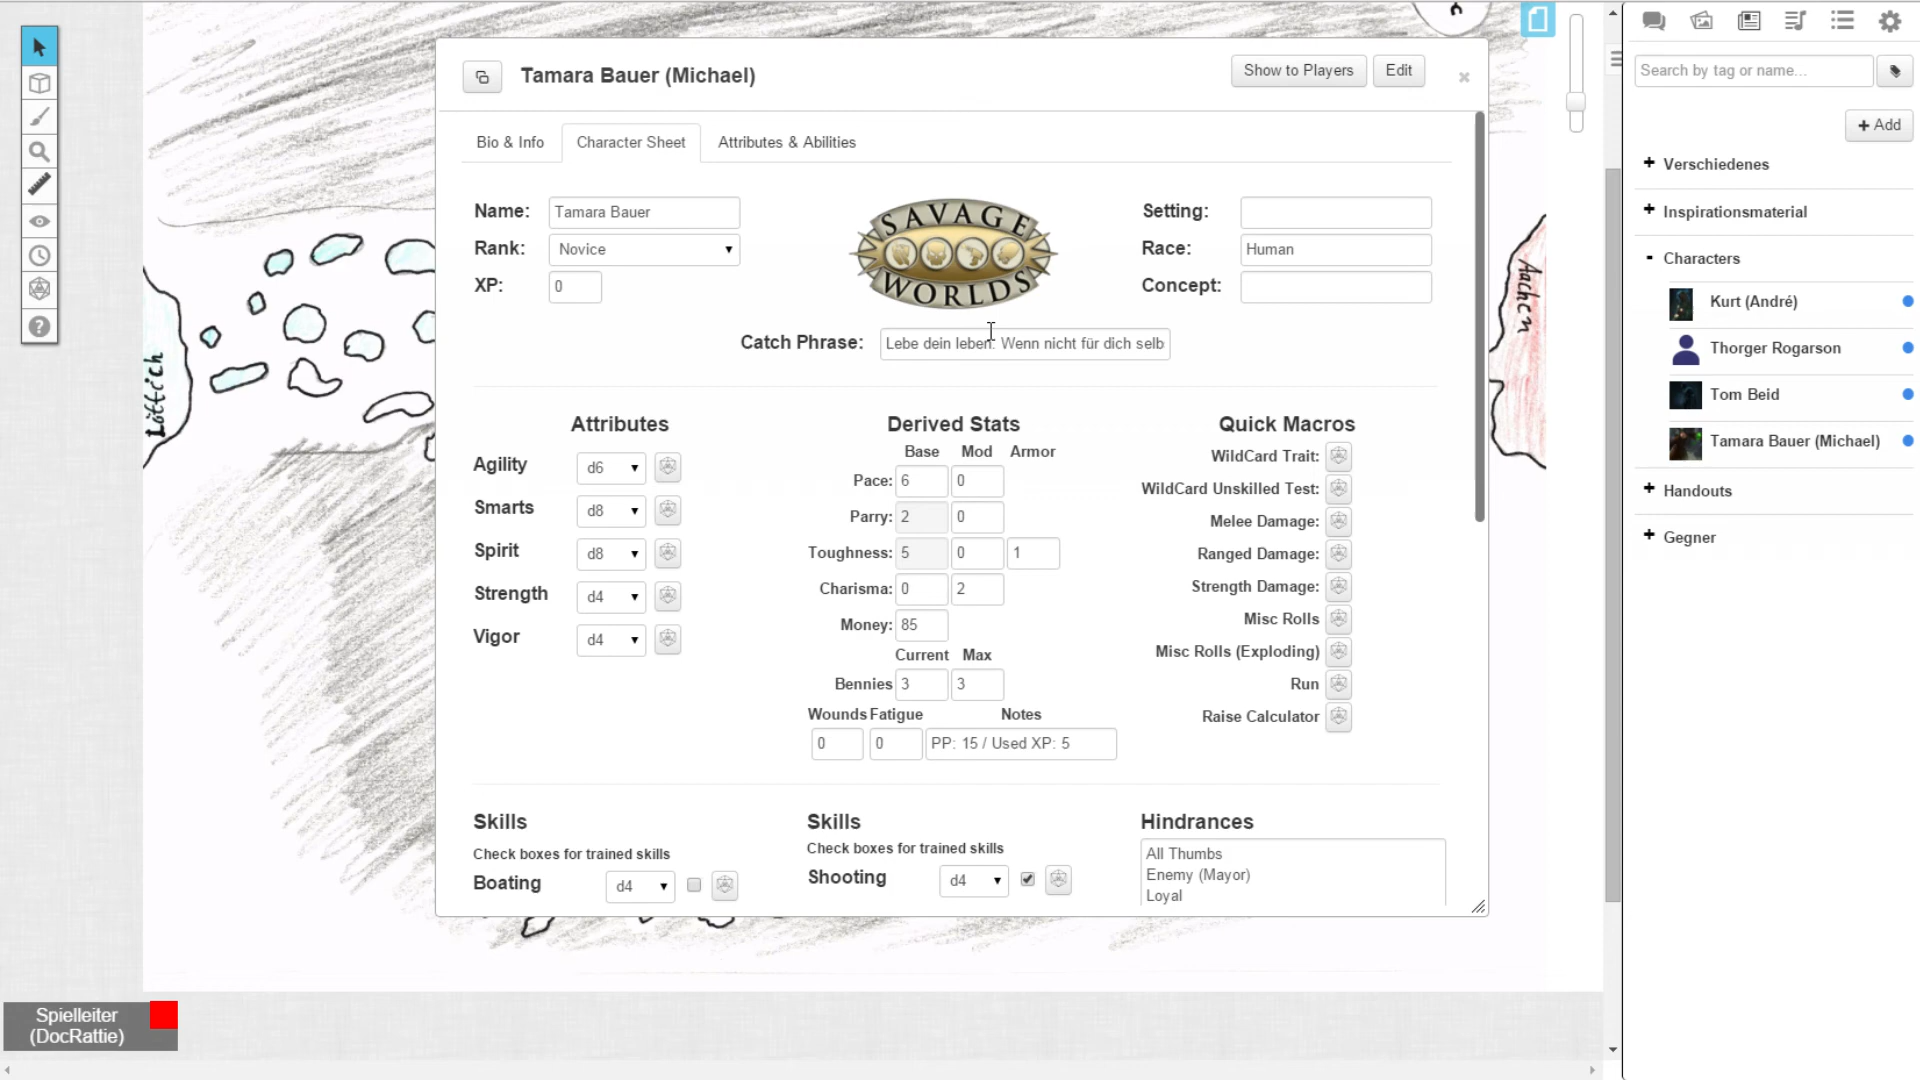 Tamara Bauer (Michael)
Show to Players
Edit
×
Bio & Info
Character Sheet
Attributes & Abilities
Name: Tamara Bauer
Rank: Novice
XP: 0
SAVAGE
WORLDS
Setting:
Race: Human
Concept:
Catch Phrase: Lebe dein leben. Wenn nicht für dich selb
Attributes
Agility d6
Smarts d8
Spirit d8
Strength d4
Vigor d4
Derived Stats
Base Mod Armor
Pace: 6 0
Parry: 2 0
Toughness: 5 0 1
Charisma: 0 2
Money: 85
Current Max
Bennies 3 3
Wounds Fatigue Notes
0 0 PP: 15 / Used XP: 5
Quick Macros
WildCard Trait:
WildCard Unskilled Test:
Melee Damage:
Ranged Damage:
Strength Damage:
Misc Rolls
Misc Rolls (Exploding)
Run
Raise Calculator
Skills
Check boxes for trained skills
Boating d4
Skills
Check boxes for trained skills
Shooting d4
Hindrances
All Thumbs
Enemy (Mayor)
Loyal
Search by tag or name...
+ Add
+ Verschiedenes
+ Inspirationsmaterial
- Characters
Kurt (André)
Thorger Rogarson
Tom Beid
Tamara Bauer (Michael)
+ Handouts
+ Gegner
Löttich
Aachen
Spielleiter
(DocRattie)